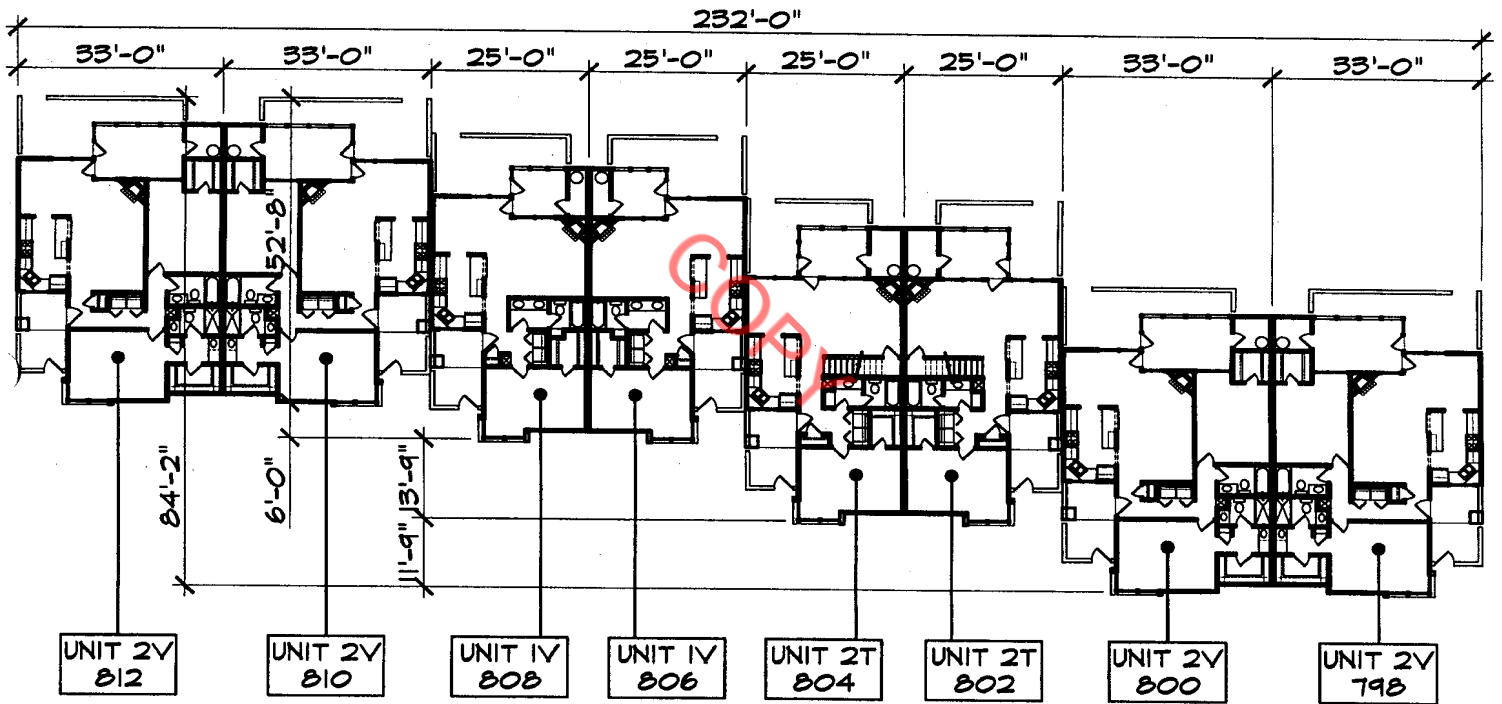 232'-0"
33'-0"
33'-0"
25'-0"
25'-0"
25'-0"
25'-0"
33'-0"
33'-0"
52'-8"
COPY
84'-2"
6'-0"
13'-9"
11'-9"
UNIT 2V
812
UNIT 2V
810
UNIT 1V
808
UNIT 1V
806
UNIT 2T
804
UNIT 2T
802
UNIT 2V
800
UNIT 2V
798